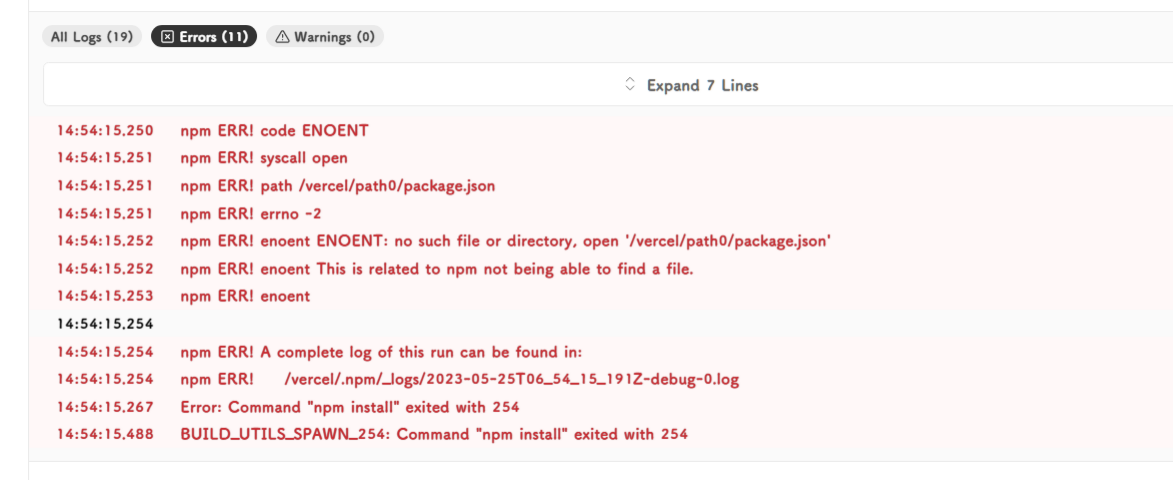 All Logs (19) Errors (11) Warnings (0)
Expand 7 Lines
14:54:15.250 npm ERR! code ENOENT
14:54:15.251 npm ERR! syscall open
14:54:15.251 npm ERR! path /vercel/path0/package.json
14:54:15.251 npm ERR! errno -2
14:54:15.252 npm ERR! enoent ENOENT: no such file or directory, open '/vercel/path0/package.json'
14:54:15.252 npm ERR! enoent This is related to npm not being able to find a file.
14:54:15.253 npm ERR! enoent
14:54:15.254
14:54:15.254 npm ERR! A complete log of this run can be found in:
14:54:15.254 npm ERR!     /vercel/.npm/_logs/2023-05-25T06_54_15_191Z-debug-0.log
14:54:15.267 Error: Command "npm install" exited with 254
14:54:15.488 BUILD_UTILS_SPAWN_254: Command "npm install" exited with 254